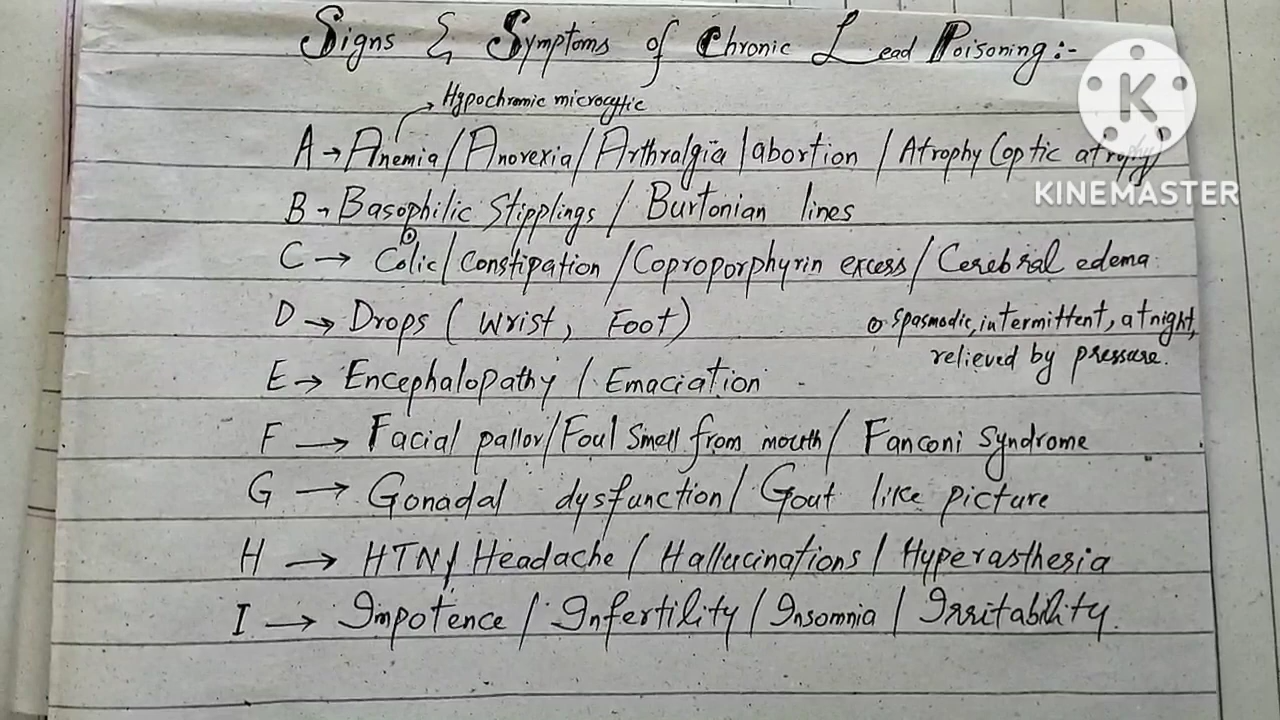 Signs & Symptoms of Chronic Lead Poisoning:-
Hypochromic microcytic
A → Anemia / Anorexia / Arthralgia / abortion / Atrophy (optic atrophy)
B → Basophilic Stipplings / Burtonian lines
C → Colic / Constipation / Coproporphyrin excess / Cerebral edema
D → Drops ( Wrist, Foot)
⊙ Spasmodic, intermittent, at night,
relieved by pressure.
E → Encephalopathy / Emaciation
F → Facial pallor / Foul Smell from mouth / Fanconi Syndrome
G → Gonadal dysfunction / Gout like picture
H → HTN / Headache / Hallucinations / Hyperasthesia
I → Impotence / Infertility / Insomnia / Irritability.
K
KINEMASTER